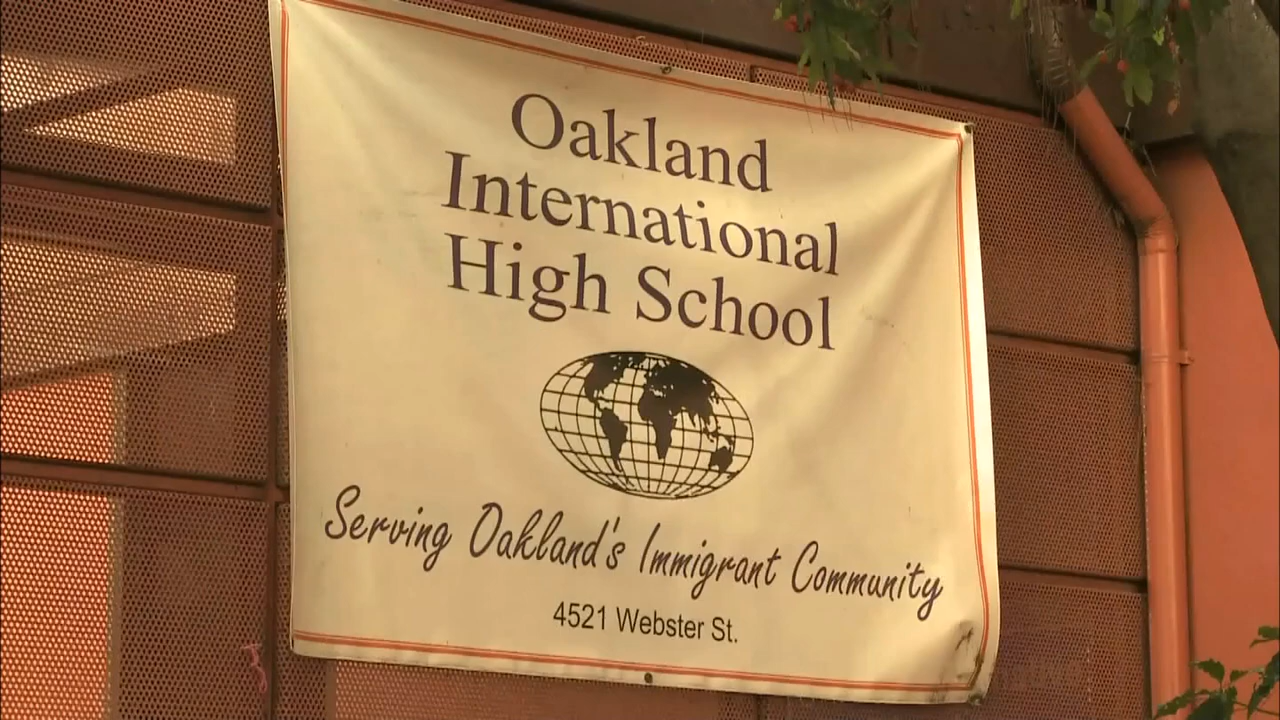 Oakland
International
High School
Serving Oakland's Immigrant Community
4521 Webster St.